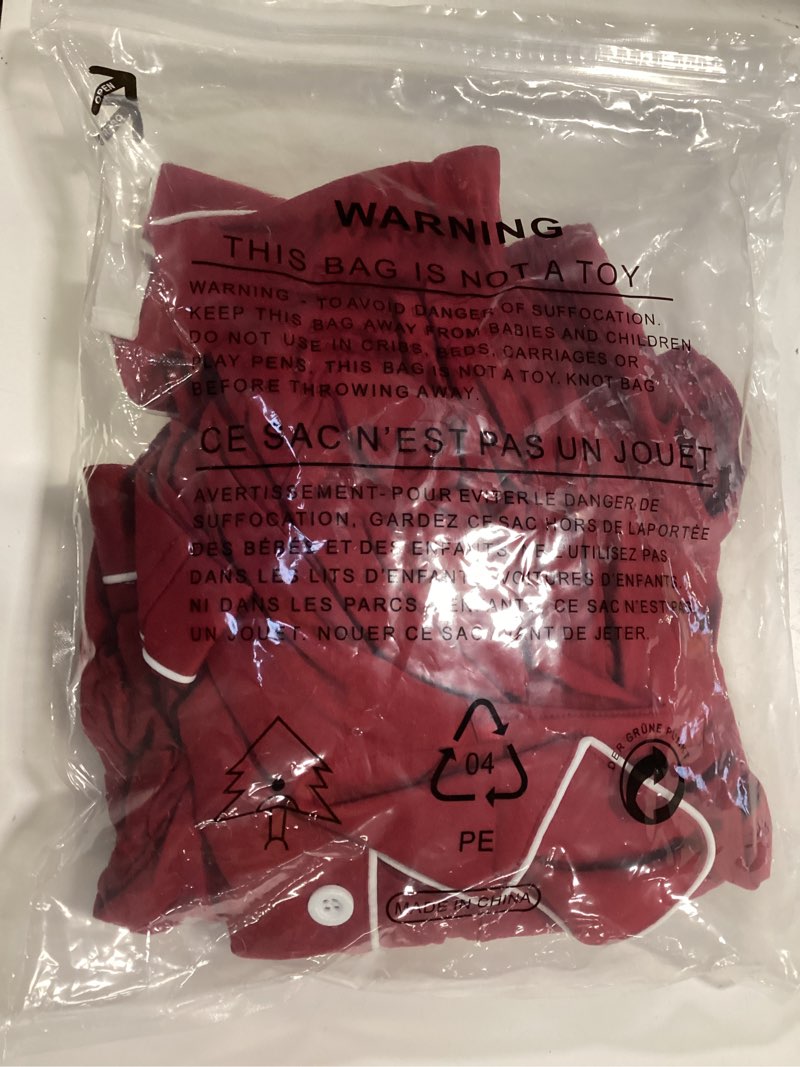 OPEN
WARNING
THIS BAG IS NOT A TOY
WARNING - TO AVOID DANGER OF SUFFOCATION.
KEEP THIS BAG AWAY FROM BABIES AND CHILDREN
DO NOT USE IN CRIBS, BEDS, CARRIAGES OR
PLAY PENS, THIS BAG IS NOT A TOY. KNOT BAG
BEFORE THROWING AWAY.
CE SAC N'EST PAS UN JOUET
AVERTISSEMENT-POUR EVITER LE DANGER DE
SUFFOCATION, GARDEZ CE SAC HORS DE LAPORTÉE
DES BÉBÉS ET DES ENFANTS UTILISEZ PAS
DANS LES LITS D'ENFANT VOITURES D'ENFANTS
NI DANS LES PARCS CE SAC N'EST PAS
UN JOUET. NOUER CE SAC DE JETER.
04
PE
DER GRÜNE PUNKT
MADE IN CHINA